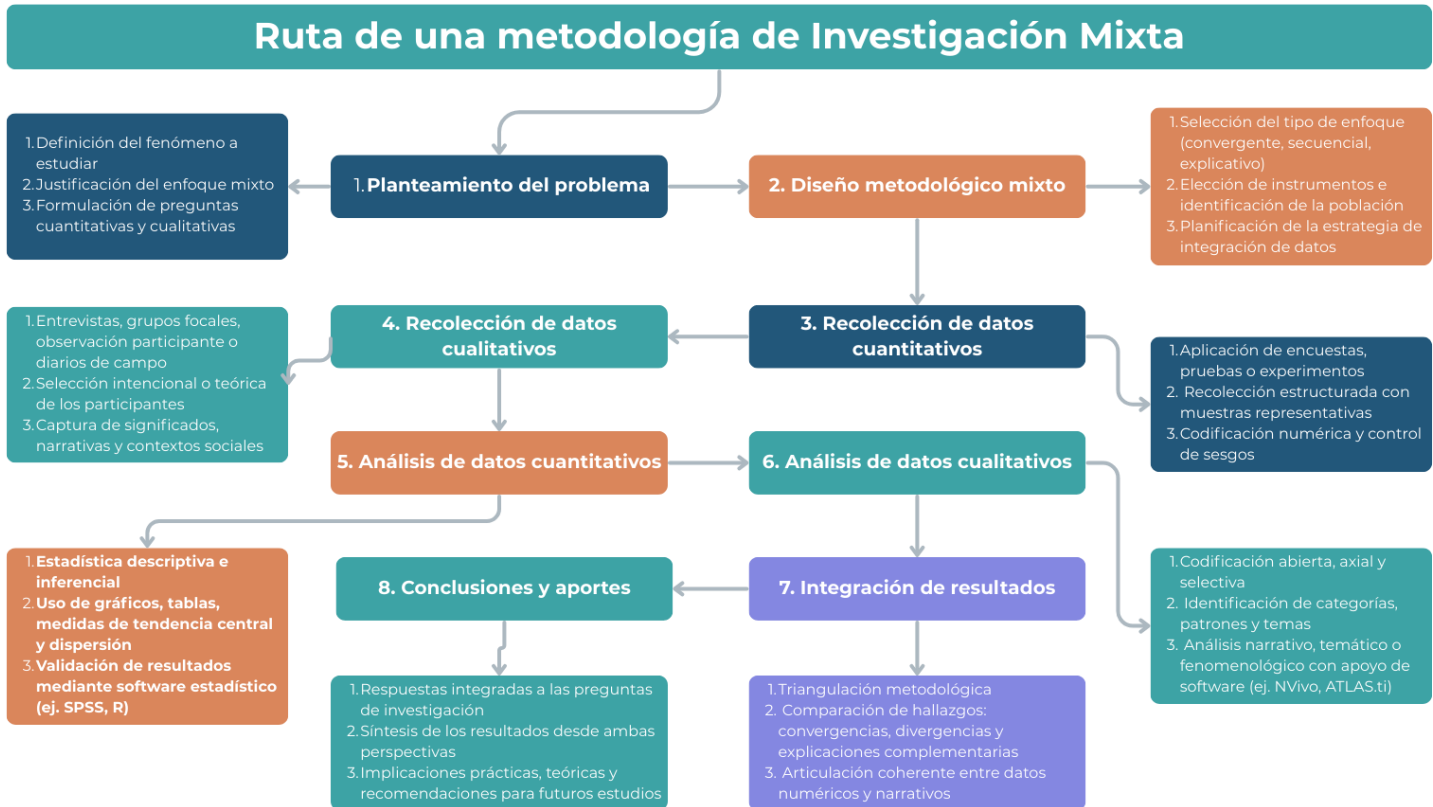 Ruta de una metodología de Investigación Mixta
1.Planteamiento del problema
1.Definición del fenómeno a
estudiar
2.Justificación del enfoque mixto
3.Formulación de preguntas
cuantitativas y cualitativas
2. Diseño metodológico mixto
1.Selección del tipo de enfoque
(convergente, secuencial,
explicativo)
2.Elección de instrumentos e
identificación de la población
3.Planificación de la estrategia de
integración de datos
3. Recolección de datos
cuantitativos
1.Aplicación de encuestas,
pruebas o experimentos
2. Recolección estructurada con
muestras representativas
3.Codificación numérica y control
de sesgos
4. Recolección de datos
cualitativos
1.Entrevistas, grupos focales,
observación participante o
diarios de campo
2.Selección intencional o teórica
de los participantes
3.Captura de significados,
narrativas y contextos sociales
5. Análisis de datos cuantitativos
1.Estadística descriptiva e
inferencial
2.Uso de gráficos, tablas,
medidas de tendencia central
y dispersión
3.Validación de resultados
mediante software estadístico
(ej. SPSS, R)
6. Análisis de datos cualitativos
1.Codificación abierta, axial y
selectiva
2. Identificación de categorías,
patrones y temas
3. Análisis narrativo, temático o
fenomenológico con apoyo de
software (ej. NVivo, ATLAS.ti)
7. Integración de resultados
1.Triangulación metodológica
2. Comparación de hallazgos:
convergencias, divergencias y
explicaciones complementarias
3. Articulación coherente entre datos
numéricos y narrativos
8. Conclusiones y aportes
1.Respuestas integradas a las preguntas
de investigación
2.Síntesis de los resultados desde ambas
perspectivas
3.Implicaciones prácticas, teóricas y
recomendaciones para futuros estudios